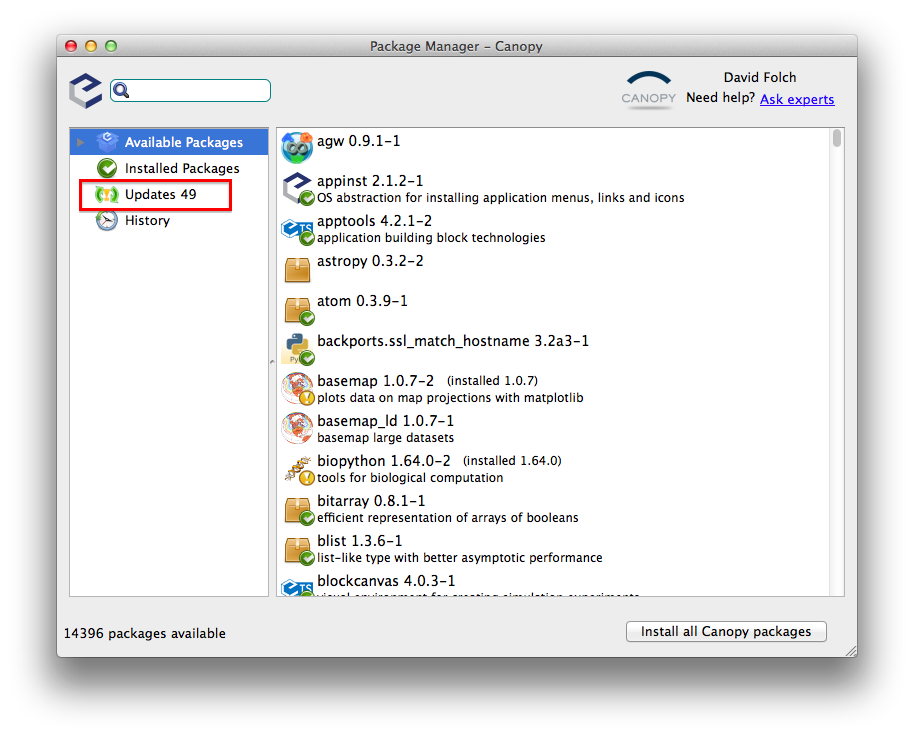 Package Manager – Canopy
CANOPY
David Folch
Need help? Ask experts
Available Packages
Installed Packages
Updates 49
History
agw 0.9.1-1
appinst 2.1.2-1
OS abstraction for installing application menus, links and icons
apptools 4.2.1-2
application building block technologies
astropy 0.3.2-2
atom 0.3.9-1
backports.ssl_match_hostname 3.2a3-1
basemap 1.0.7-2 (installed 1.0.7)
plots data on map projections with matplotlib
basemap_ld 1.0.7-1
basemap large datasets
biopython 1.64.0-2 (installed 1.64.0)
tools for biological computation
bitarray 0.8.1-1
efficient representation of arrays of booleans
blist 1.3.6-1
list-like type with better asymptotic performance
blockcanvas 4.0.3-1
visual environment for creating simulation experiments
14396 packages available
Install all Canopy packages